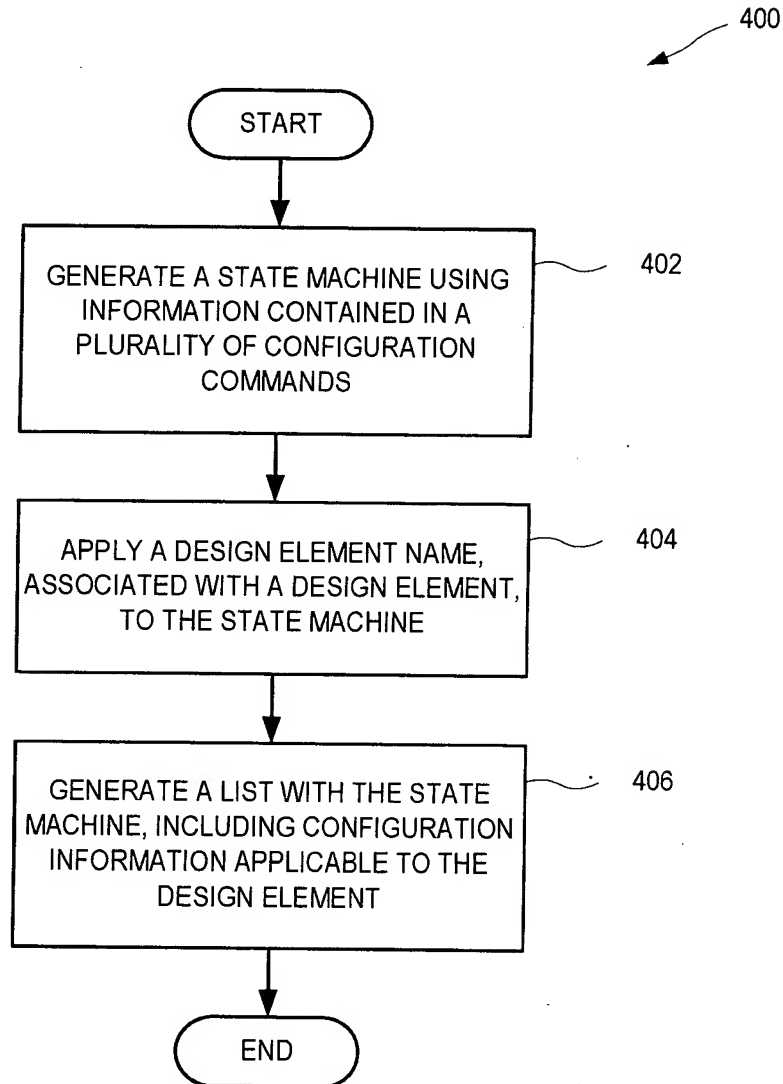 400
START
GENERATE A STATE MACHINE USING
INFORMATION CONTAINED IN A
PLURALITY OF CONFIGURATION
COMMANDS
402
APPLY A DESIGN ELEMENT NAME,
ASSOCIATED WITH A DESIGN ELEMENT,
TO THE STATE MACHINE
404
GENERATE A LIST WITH THE STATE
MACHINE, INCLUDING CONFIGURATION
INFORMATION APPLICABLE TO THE
DESIGN ELEMENT
406
END